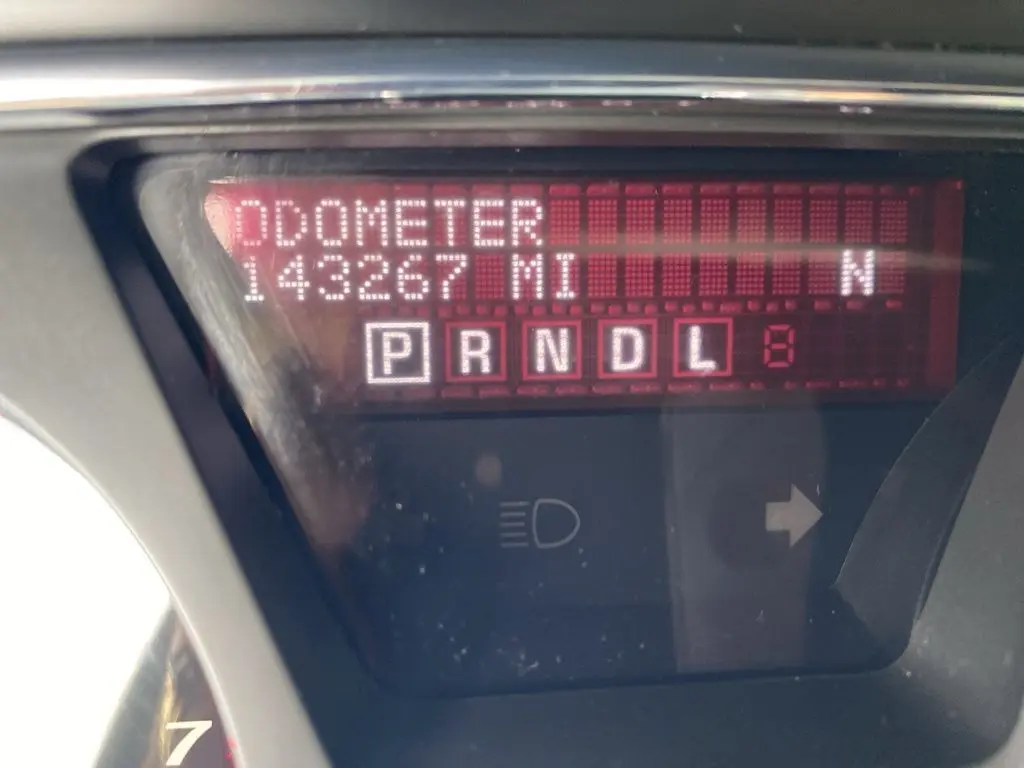 ODOMETER
143267 MI N
P R N D L 8
7